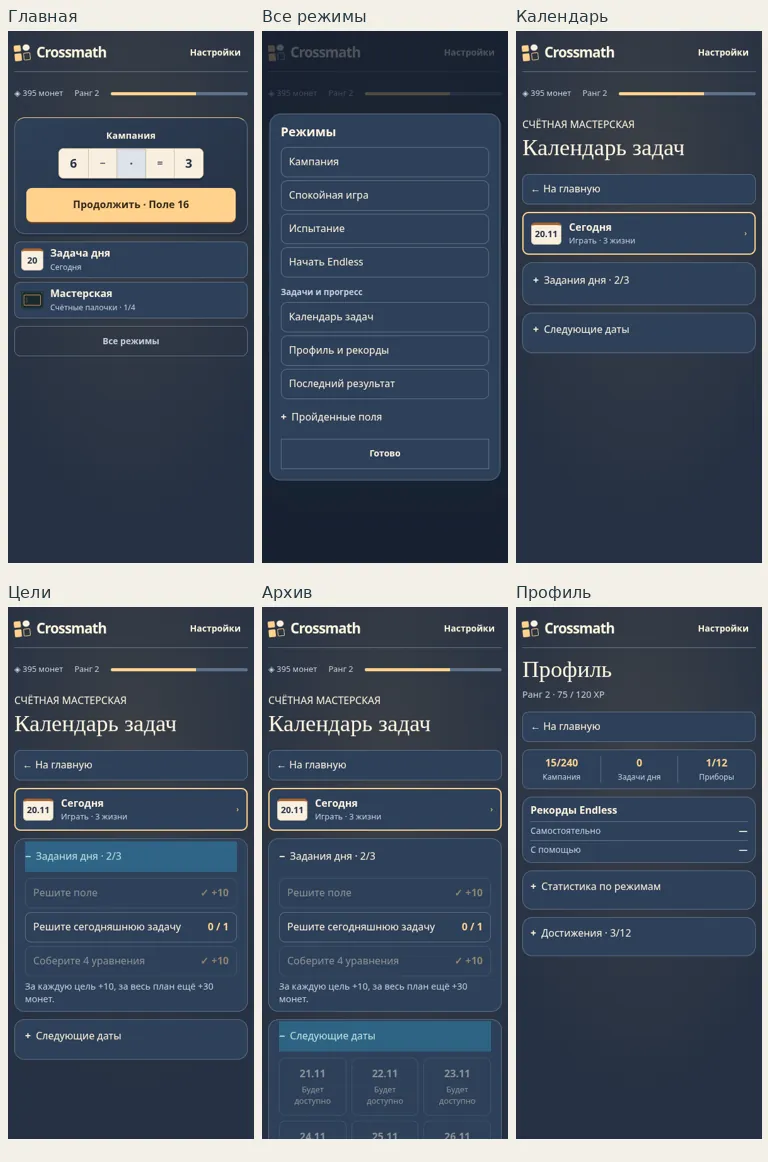 Главная
Crossmath
Настройки
◈ 395 монет Ранг 2
Кампания
6 − · = 3
Продолжить · Поле 16
20
Задача дня
Сегодня
Мастерская
Счётные палочки · 1/4
Все режимы
Все режимы
Crossmath
Настройки
◈ 395 монет Ранг 2
Режимы
Кампания
Спокойная игра
Испытание
Начать Endless
Задачи и прогресс
Календарь задач
Профиль и рекорды
Последний результат
+ Пройденные поля
Готово
Календарь
Crossmath
Настройки
◈ 395 монет Ранг 2
СЧЁТНАЯ МАСТЕРСКАЯ
Календарь задач
← На главную
20.11
Сегодня
Играть · 3 жизни
›
+ Задания дня · 2/3
+ Следующие даты
Цели
Crossmath
Настройки
◈ 395 монет Ранг 2
СЧЁТНАЯ МАСТЕРСКАЯ
Календарь задач
← На главную
20.11
Сегодня
Играть · 3 жизни
›
− Задания дня · 2/3
Решите поле ✓ +10
Решите сегодняшнюю задачу 0 / 1
Соберите 4 уравнения ✓ +10
За каждую цель +10, за весь план ещё +30
монет.
+ Следующие даты
Архив
Crossmath
Настройки
◈ 395 монет Ранг 2
СЧЁТНАЯ МАСТЕРСКАЯ
Календарь задач
← На главную
20.11
Сегодня
Играть · 3 жизни
›
− Задания дня · 2/3
Решите поле ✓ +10
Решите сегодняшнюю задачу 0 / 1
Соберите 4 уравнения ✓ +10
За каждую цель +10, за весь план ещё +30
монет.
− Следующие даты
21.11 22.11 23.11
Будет Будет Будет
доступно доступно доступно
24.11 25.11 26.11
Профиль
Crossmath
Настройки
Профиль
Ранг 2 · 75 / 120 XP
← На главную
15/240 0 1/12
Кампания Задачи дня Приборы
Рекорды Endless
Самостоятельно —
С помощью —
+ Статистика по режимам
+ Достижения · 3/12